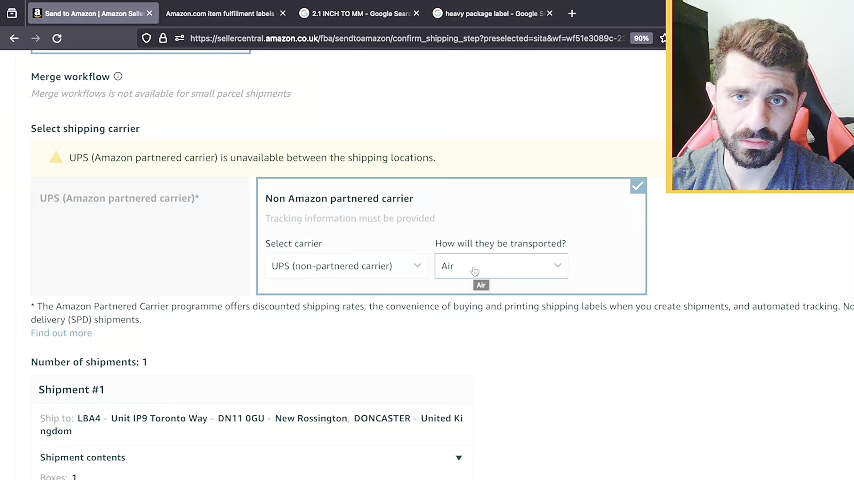 Send to Amazon | Amazon Selle
Amazon.com item fulfillment labels
2.1 INCH TO MM - Google Sear
heavy package label - Google S
https://sellercentral.amazon.co.uk/fba/sendtoamazon/confirm_shipping_step?preselected=sita&wf=wf51e3089c-2
90%
Merge workflow
Merge workflows is not available for small parcel shipments
Select shipping carrier
UPS (Amazon partnered carrier) is unavailable between the shipping locations.
UPS (Amazon partnered carrier)*
Non Amazon partnered carrier
Tracking information must be provided
Select carrier
How will they be transported?
UPS (non-partnered carrier)
Air
Air
* The Amazon Partnered Carrier programme offers discounted shipping rates, the convenience of buying and printing shipping labels when you create shipments, and automated tracking. No
delivery (SPD) shipments.
Find out more
Number of shipments: 1
Shipment #1
Ship to: LBA4 - Unit IP9 Toronto Way - DN11 0GU - New Rossington, DONCASTER - United Ki
ngdom
Shipment contents
Boxes: 1